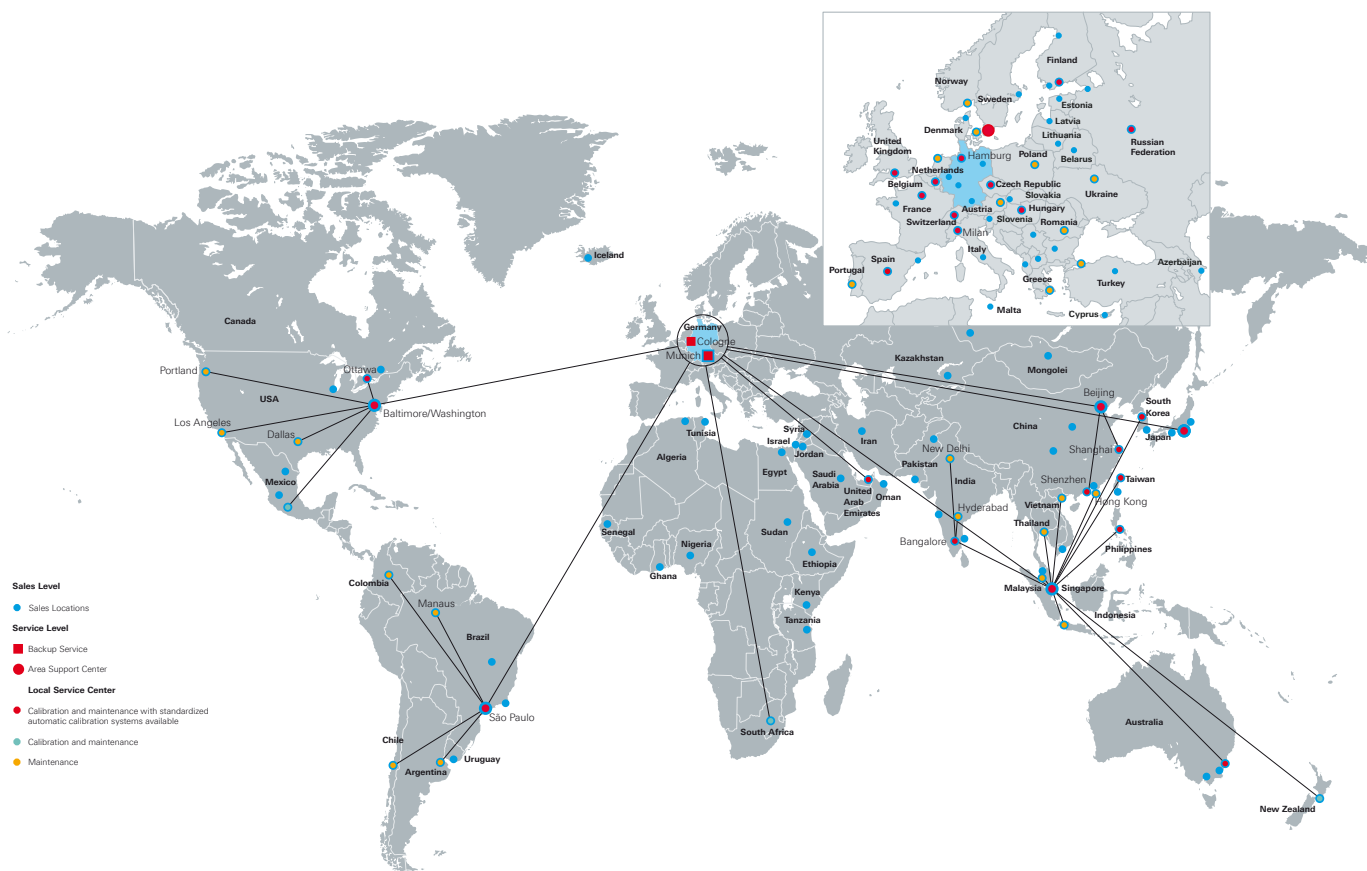 Finland
Norway
Sweden
Estonia
Latvia
Denmark
Lithuania
United
Kingdom
Russian
Federation
Hamburg
Poland
Belarus
Netherlands
Belgium
Czech Republic
Ukraine
Slovakia
France
Austria
Hungary
Switzerland
Slovenia
Romania
Milan
Italy
Spain
Azerbaijan
Portugal
Greece
Turkey
Malta
Cyprus
Iceland
Canada
Germany
Cologne
Munich
Kazakhstan
Mongolei
Portland
Ottawa
USA
Beijing
South
Korea
Baltimore/Washington
Los Angeles
Dallas
Tunisia
Syria
Israel
Jordan
Iran
China
Japan
Shanghai
New Delhi
Algeria
Egypt
Pakistan
Mexico
Saudi
Arabia
United
Arab
Emirates
Oman
India
Shenzhen
Taiwan
Hong Kong
Vietnam
Hyderabad
Thailand
Senegal
Sudan
Nigeria
Bangalore
Philippines
Ethiopia
Ghana
Colombia
Kenya
Malaysia
Singapore
Manaus
Tanzania
Indonesia
Brazil
São Paulo
Australia
South Africa
Chile
Uruguay
Argentina
New Zealand
Sales Level
Sales Locations
Service Level
Backup Service
Area Support Center
Local Service Center
Calibration and maintenance with standardized
automatic calibration systems available
Calibration and maintenance
Maintenance